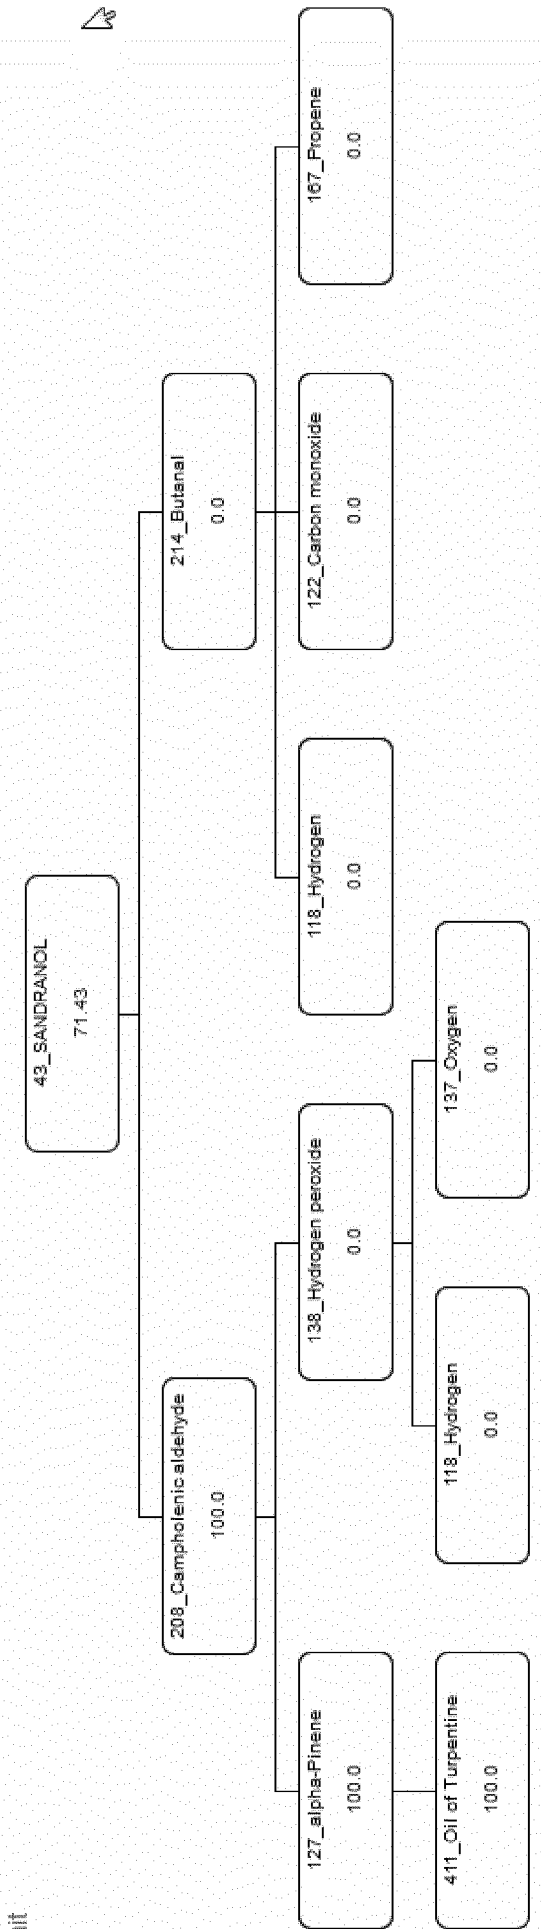 43_SANDRANOL
71.43
208_Campholenic aldehyde
100.0
214_Butanal
0.0
127_alpha-Pinene
100.0
138_Hydrogen peroxide
0.0
118_Hydrogen
0.0
122_Carbon monoxide
0.0
167_Propene
0.0
411_Oil of Turpentine
100.0
118_Hydrogen
0.0
137_Oxygen
0.0